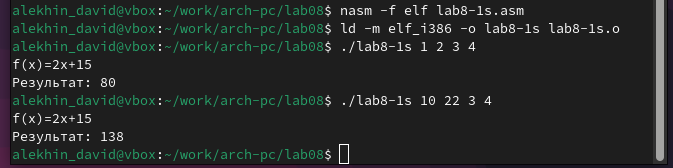 alekhin_david@vbox:~/work/arch-pc/lab08$ nasm -f elf lab8-1s.asm
alekhin_david@vbox:~/work/arch-pc/lab08$ ld -m elf_i386 -o lab8-1s lab8-1s.o
alekhin_david@vbox:~/work/arch-pc/lab08$ ./lab8-1s 1 2 3 4
f(x)=2x+15
Результат: 80
alekhin_david@vbox:~/work/arch-pc/lab08$ ./lab8-1s 10 22 3 4
f(x)=2x+15
Результат: 138
alekhin_david@vbox:~/work/arch-pc/lab08$